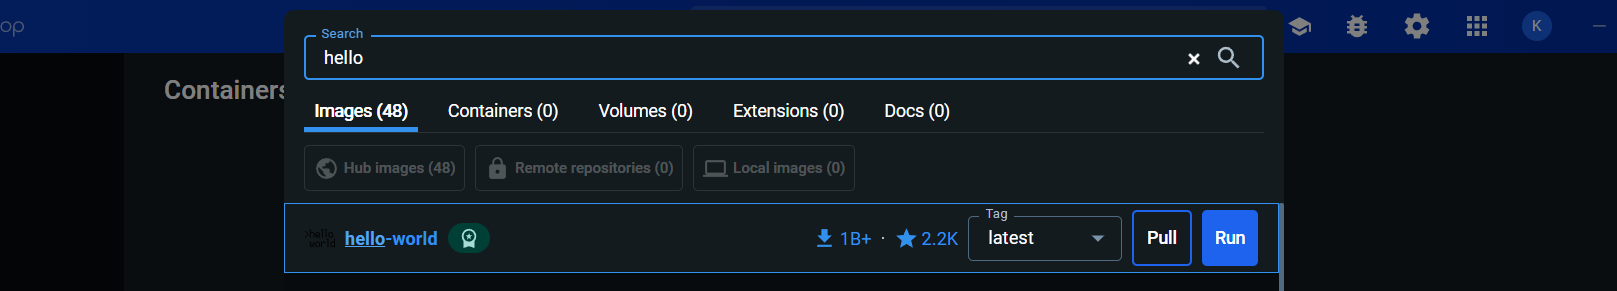 op
Search
hello
K
Containers
Images (48) Containers (0) Volumes (0) Extensions (0) Docs (0)
Hub images (48) Remote repositories (0) Local images (0)
hello world
hello-world
1B+ · 2.2K
Tag
latest
Pull
Run